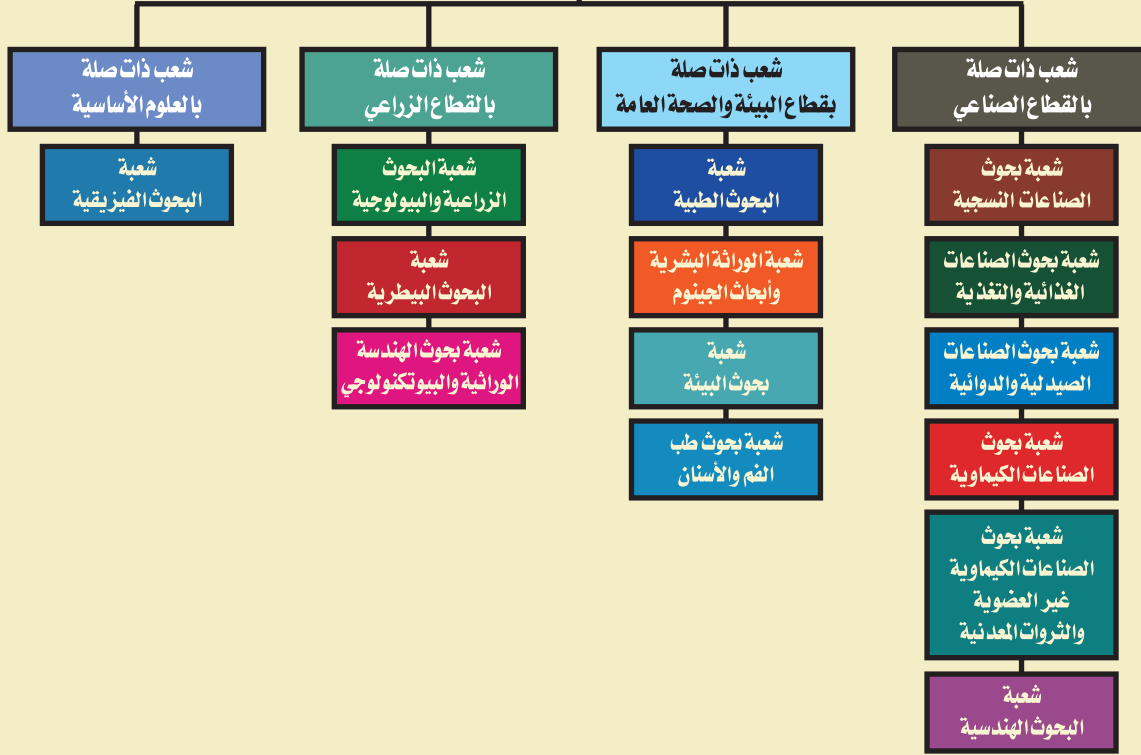 شعب ذات صلة
بالقطاع الصناعي
شعبة بحوث
الصناعات النسجية
شعبة بحوث الصناعات
الغذائية والتغذية
شعبة بحوث الصناعات
الصيدلية والدوائية
شعبة بحوث
الصناعات الكيماوية
شعبة بحوث
الصناعات الكيماوية
غير العضوية
والثروات المعدنية
شعبة
البحوث الهندسية
شعب ذات صلة
بقطاع البيئة والصحة العامة
شعبة
البحوث الطبية
شعبة الوراثة البشرية
وأبحاث الجينوم
شعبة
بحوث البيئة
شعبة بحوث طب
الفم والأسنان
شعب ذات صلة
بالقطاع الزراعي
شعبة البحوث
الزراعية والبيولوجية
شعبة
البحوث البيطرية
شعبة بحوث الهندسة
الوراثية والبيوتكنولوجي
شعب ذات صلة
بالعلوم الأساسية
شعبة
البحوث الفيزيقية